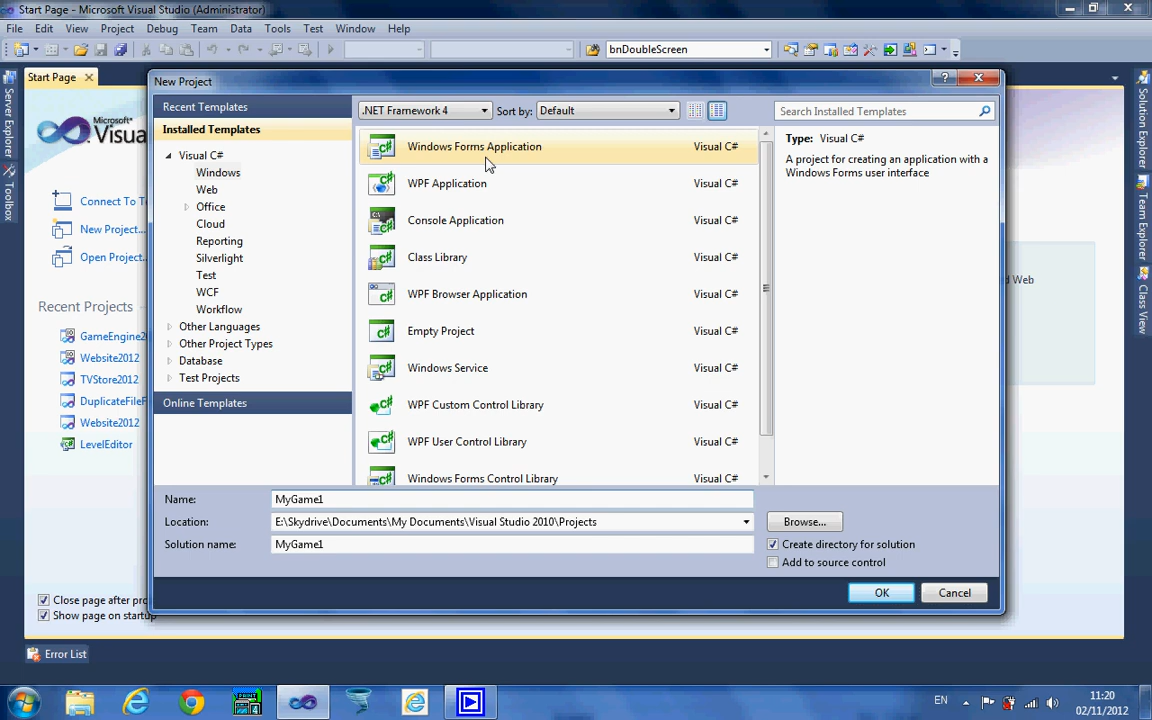 Start Page - Microsoft Visual Studio (Administrator)
File Edit View Project Debug Team Data Tools Test Window Help
bnDoubleScreen
Start Page
New Project
Server Explorer
Toolbox
Solution Explorer
Team Explorer
Class View
Microsoft®
Visua
Connect To T
New Project...
Open Project..
Recent Projects
GameEngine2
Website2012
TVStore2012
DuplicateFileF
Website2012
LevelEditor
Close page after pro
Show page on startup
d Web
Recent Templates
Installed Templates
Visual C#
Windows
Web
Office
Cloud
Reporting
Silverlight
Test
WCF
Workflow
Other Languages
Other Project Types
Database
Test Projects
Online Templates
.NET Framework 4 Sort by: Default
Search Installed Templates
Windows Forms Application Visual C#
WPF Application Visual C#
Console Application Visual C#
Class Library Visual C#
WPF Browser Application Visual C#
Empty Project Visual C#
Windows Service Visual C#
WPF Custom Control Library Visual C#
WPF User Control Library Visual C#
Windows Forms Control Library Visual C#
Type: Visual C#
A project for creating an application with a
Windows Forms user interface
Name: MyGame1
Location: E:\Skydrive\Documents\My Documents\Visual Studio 2010\Projects
Browse...
Solution name: MyGame1
Create directory for solution
Add to source control
OK Cancel
Error List
EN
11:20
02/11/2012